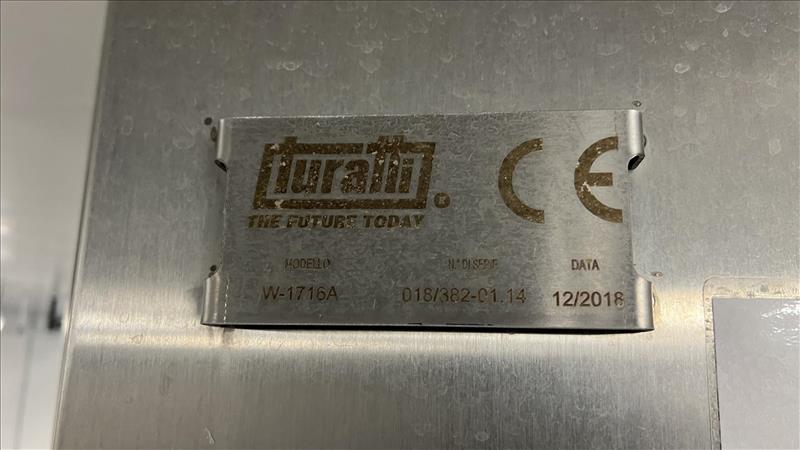 turatti ®
THE FUTURE TODAY
CE
MODELLO N.° DI SERIE DATA
W-1716A 018/382-01.14 12/2018